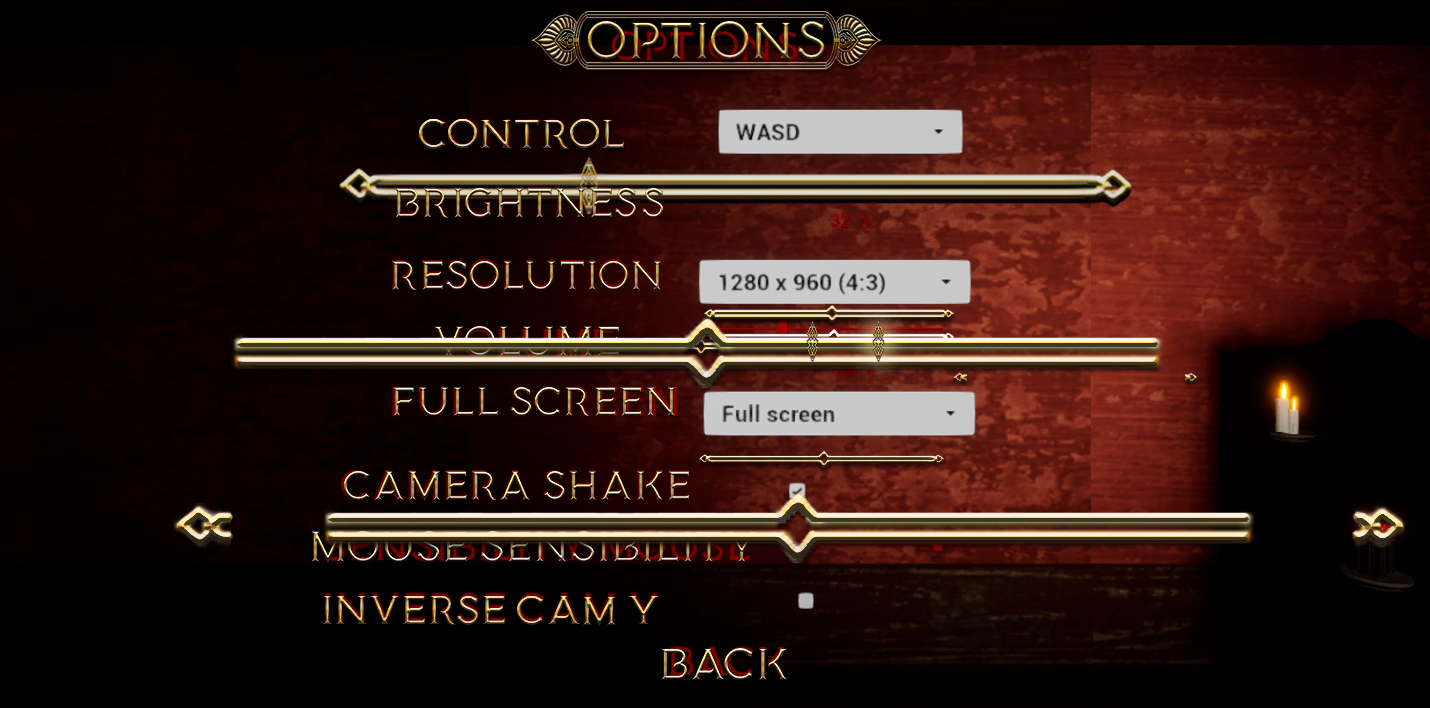 OPTIONS
CONTROL WASD
BRIGHTNESS
32 %
RESOLUTION 1280 x 960 (4:3)
VOLUME
FULL SCREEN Full screen
CAMERA SHAKE
MOUSE SENSIBILITY
INVERSE CAM Y
BACK